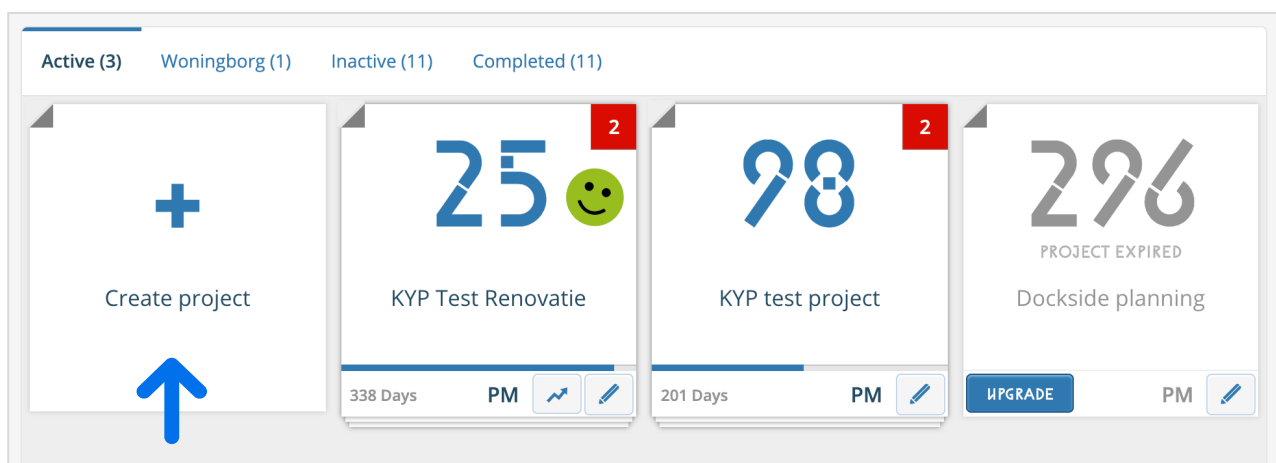 Active (3) Woningborg (1) Inactive (11) Completed (11)
Create project
2
25
KYP Test Renovatie
338 Days PM
2
98
KYP test project
201 Days PM
296
PROJECT EXPIRED
Dockside planning
UPGRADE PM